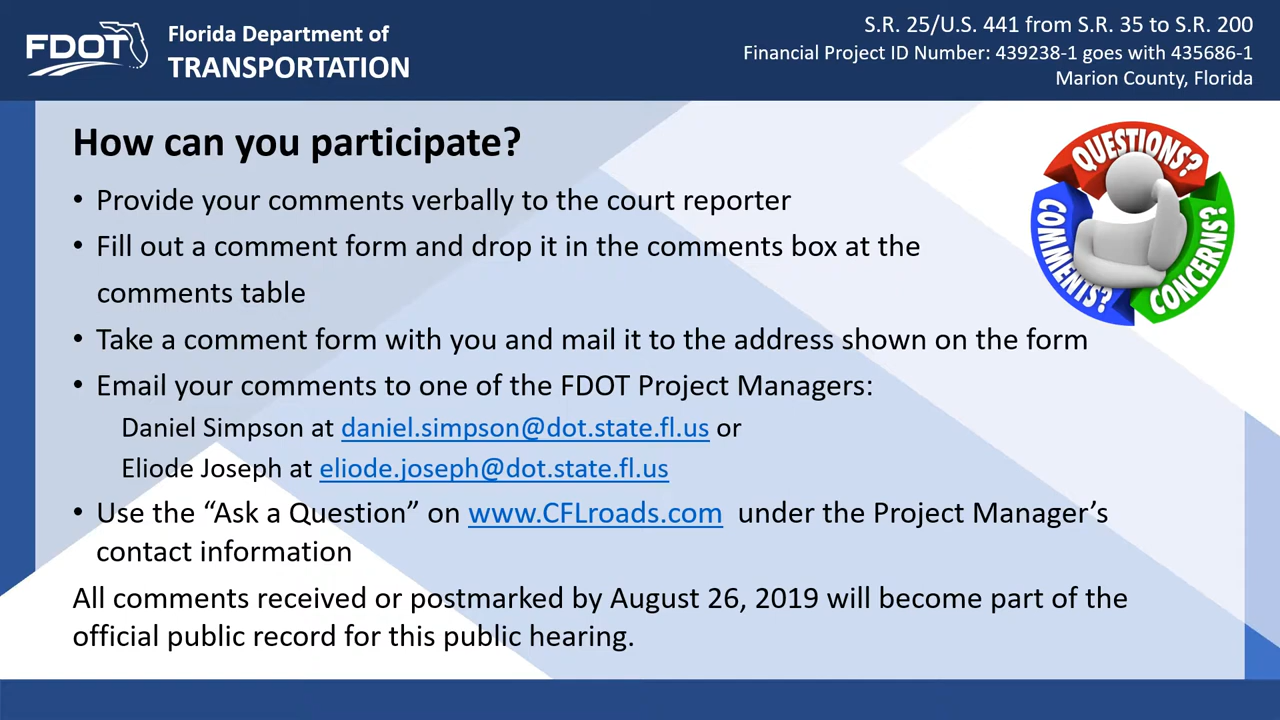 FDOT
Florida Department of
TRANSPORTATION
S.R. 25/U.S. 441 from S.R. 35 to S.R. 200
Financial Project ID Number: 439238-1 goes with 435686-1
Marion County, Florida
How can you participate?
• Provide your comments verbally to the court reporter
• Fill out a comment form and drop it in the comments box at the
comments table
• Take a comment form with you and mail it to the address shown on the form
• Email your comments to one of the FDOT Project Managers:
Daniel Simpson at daniel.simpson@dot.state.fl.us or
Eliode Joseph at eliode.joseph@dot.state.fl.us
• Use the “Ask a Question” on www.CFLroads.com under the Project Manager’s
contact information
All comments received or postmarked by August 26, 2019 will become part of the
official public record for this public hearing.
QUESTIONS?
COMMENTS?
CONCERNS?